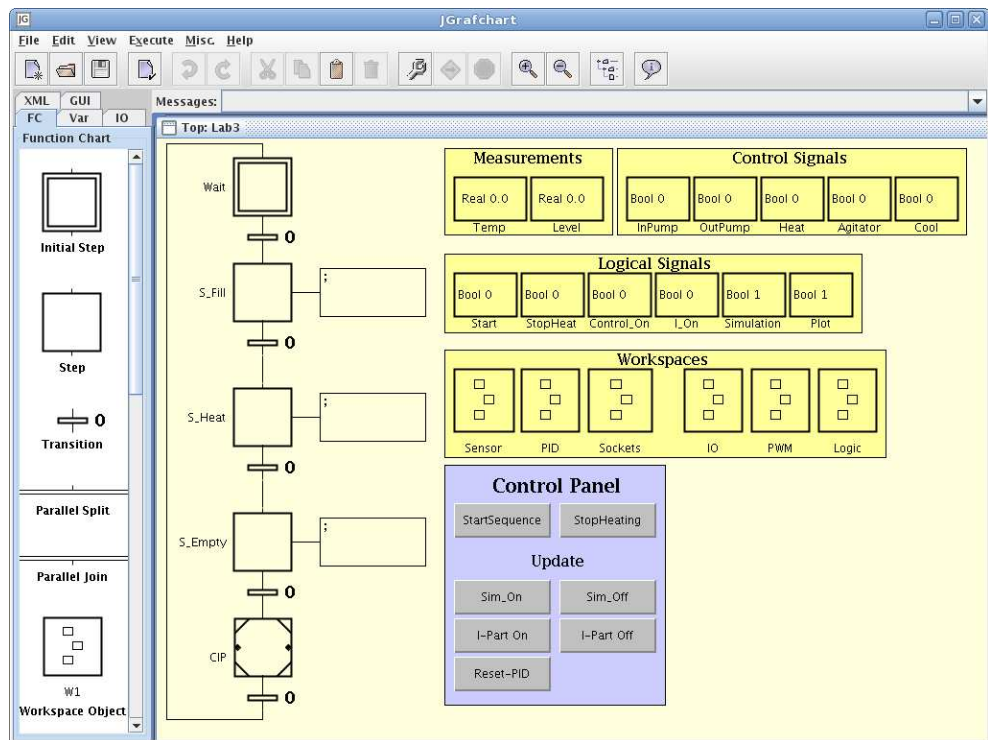 JG
JGrafchart
File Edit View Execute Misc. Help
XML GUI
FC Var IO
Function Chart
Initial Step
Step
0
Transition
Parallel Split
Parallel Join
W1
Workspace Object
Messages:
Top: Lab3
Wait
0
S_Fill
;
0
S_Heat
;
0
S_Empty
;
0
CIP
0
Measurements
Real 0.0 Real 0.0
Temp Level
Control Signals
Bool 0 Bool 0 Bool 0 Bool 0 Bool 0
InPump OutPump Heat Agitator Cool
Logical Signals
Bool 0 Bool 0 Bool 0 Bool 0 Bool 1 Bool 1
Start StopHeat Control_On I_On Simulation Plot
Workspaces
Sensor PID Sockets IO PWM Logic
Control Panel
StartSequence StopHeating
Update
Sim_On Sim_Off
I-Part On I-Part Off
Reset-PID